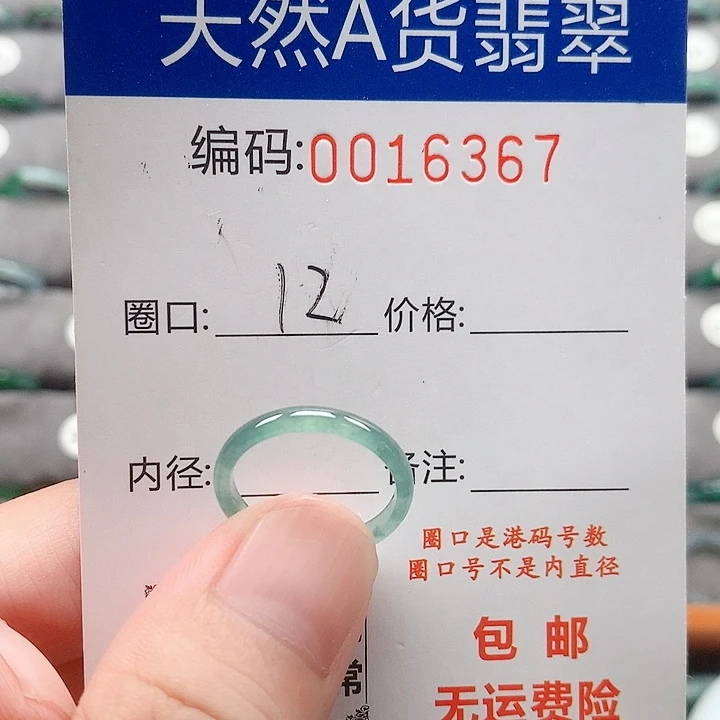 天然A货翡翠
编码:0016367
圈口: 12 价格:
内径: 备注:
圈口是港码号数
圈口号不是内直径
包邮
常
无运费险